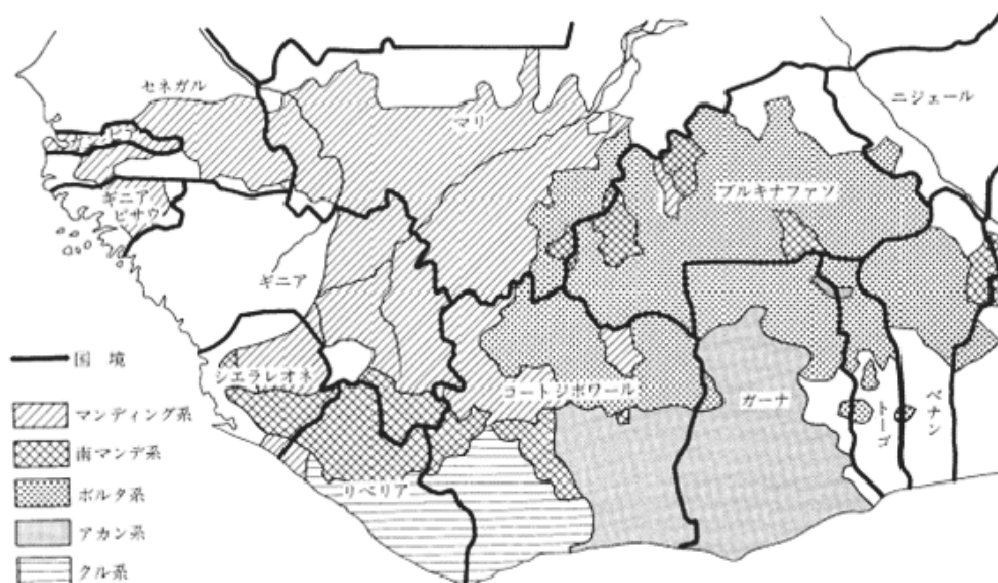 セネガル
マリ
ニジェール
ブルキナファソ
ギニア
ビサウ
ギニア
国境
シエラレオネ
コートジボワール
ガーナ
トーゴ
ベナン
マンディング系
南マンデ系
リベリア
ボルタ系
アカン系
クル系